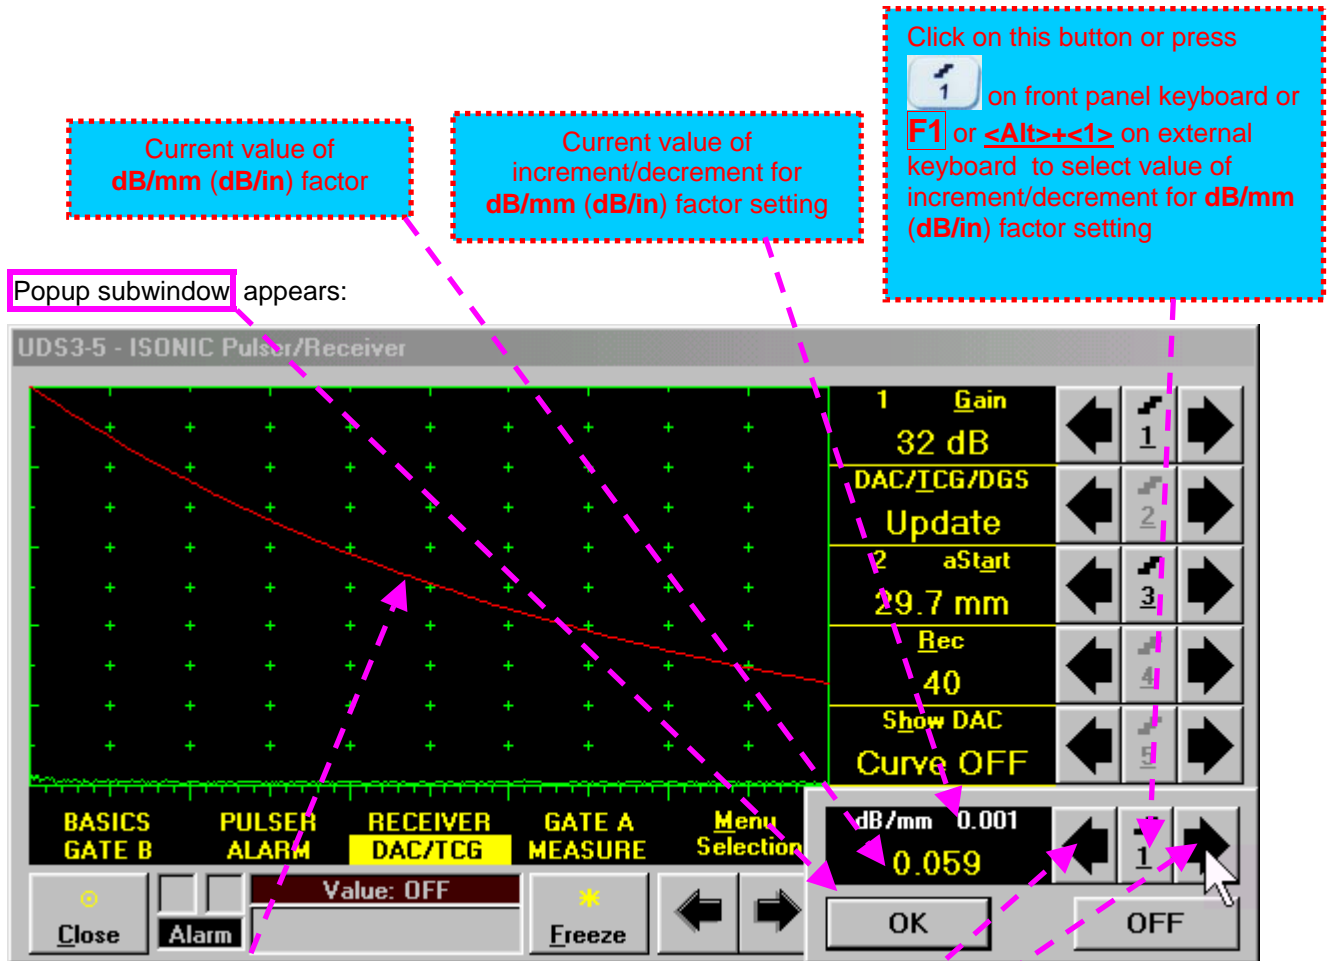 Click on this button or press
1 on front panel keyboard or
F1 or <Alt>+<1> on external
keyboard to select value of
increment/decrement for dB/mm
(dB/in) factor setting
Current value of
dB/mm (dB/in) factor
Current value of
increment/decrement for
dB/mm (dB/in) factor setting
Popup subwindow appears:
UDS3-5 - ISONIC Pulser/Receiver
1 Gain
32 dB
1
DAC/TCG/DGS
Update
2
2 aStart
29.7 mm
3
Rec
40
4
Show DAC
Curve OFF
5
BASICS PULSER RECEIVER GATE A Menu
GATE B ALARM DAC/TCG MEASURE Selection
dB/mm 0.001
0.059
1
Value: OFF
Close Alarm Freeze
OK OFF